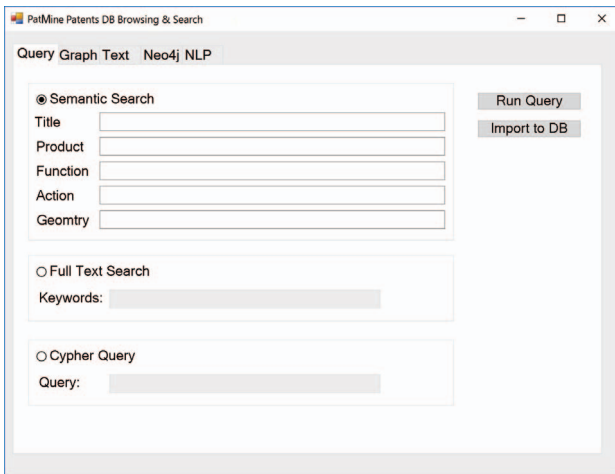 PatMine Patents DB Browsing & Search
Query Graph Text Neo4j NLP
Semantic Search
Run Query
Title
Import to DB
Product
Function
Action
Geomtry
Full Text Search
Keywords:
Cypher Query
Query: